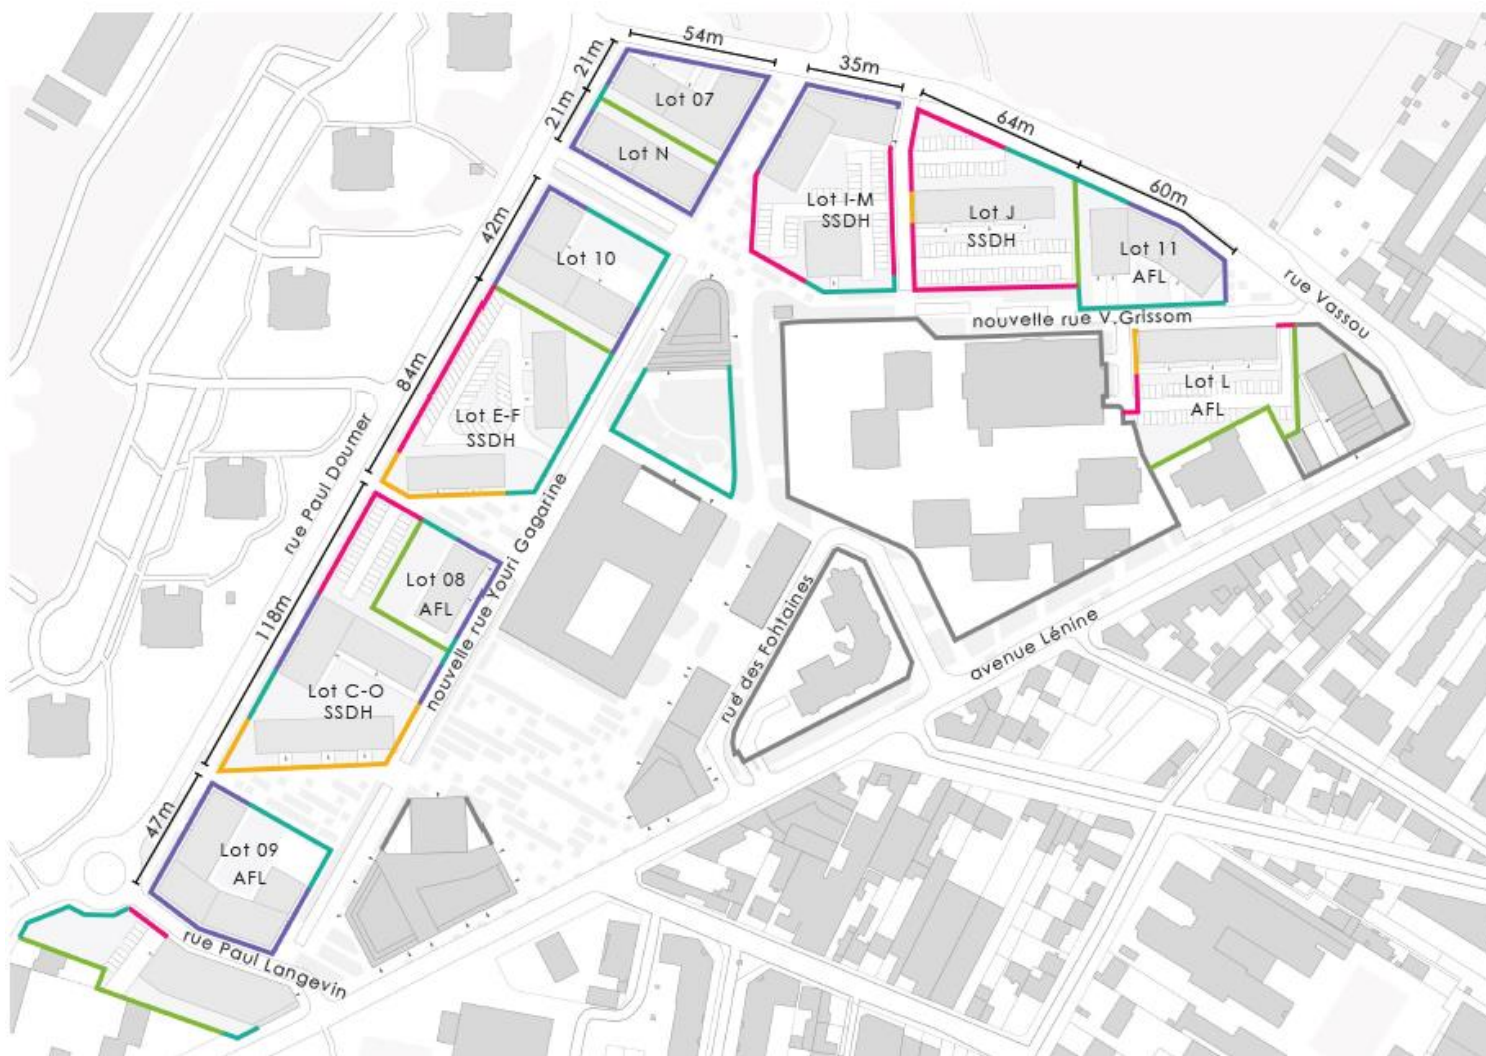 54m
21m
35m
Lot 07
21m
64m
Lot N
60m
Lot I-M
SSDH
42m
Lot J
SSDH
Lot 11
AFL
Lot 10
rue Vassou
nouvelle rue V.Grissom
84m
Lot L
AFL
Lot E-F
SSDH
rue Paul Doumer
nouvelle rue Youri Gagarine
Lot 08
AFL
118m
rue des Fontaines
avenue Lénine
Lot C-O
SSDH
47m
Lot 09
AFL
rue Paul Langevin